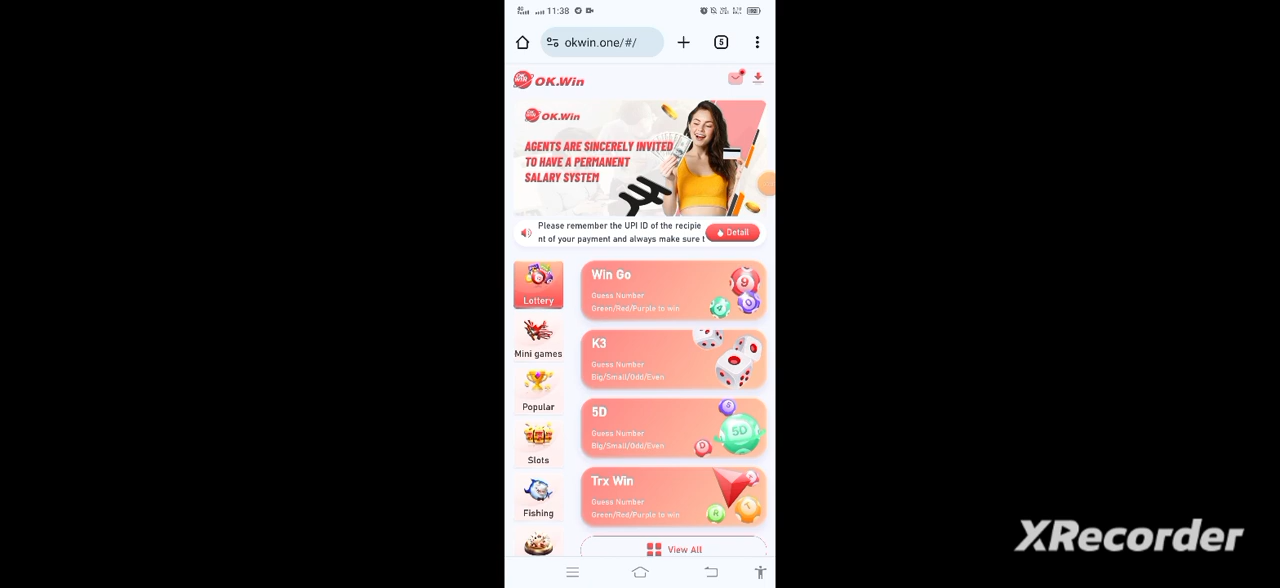 11:38
okwin.one/#/
5
OK.Win
OK.Win
AGENTS ARE SINCERELY INVITED
TO HAVE A PERMANENT
SALARY SYSTEM
Please remember the UPI ID of the recipie
nt of your payment and always make sure t
Detail
Lottery
Win Go
Guess Number
Green/Red/Purple to win
Mini games
K3
Guess Number
Big/Small/Odd/Even
Popular
5D
Guess Number
Big/Small/Odd/Even
5D
Slots
Trx Win
Guess Number
Green/Red/Purple to win
Fishing
View All
XRecorder